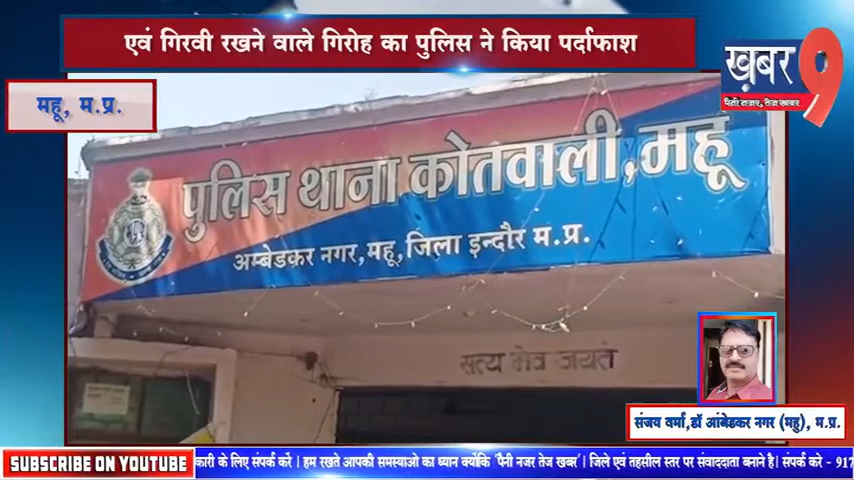 एवं गिरवी रखने वाले गिरोह का पुलिस ने किया पर्दाफाश
ख़बर 9
पैनी नजर, तेज खबर
महू, म.प्र.
पुलिस थाना कोतवाली,महू
अम्बेडकर नगर,महू,जिला इन्दौर म.प्र.
सत्य मेव जयते
संजय वर्मा,डॉ आंबेडकर नगर (महु), म.प्र.
SUBSCRIBE ON YOUTUBE
कारी के लिए संपर्क करें | हम रखते आपकी समस्याओ का ध्यान क्योंकि 'पैनी नजर तेज खबर' | जिले एवं तहसील स्तर पर संवाददाता बनाने है| संपर्क करे - 917